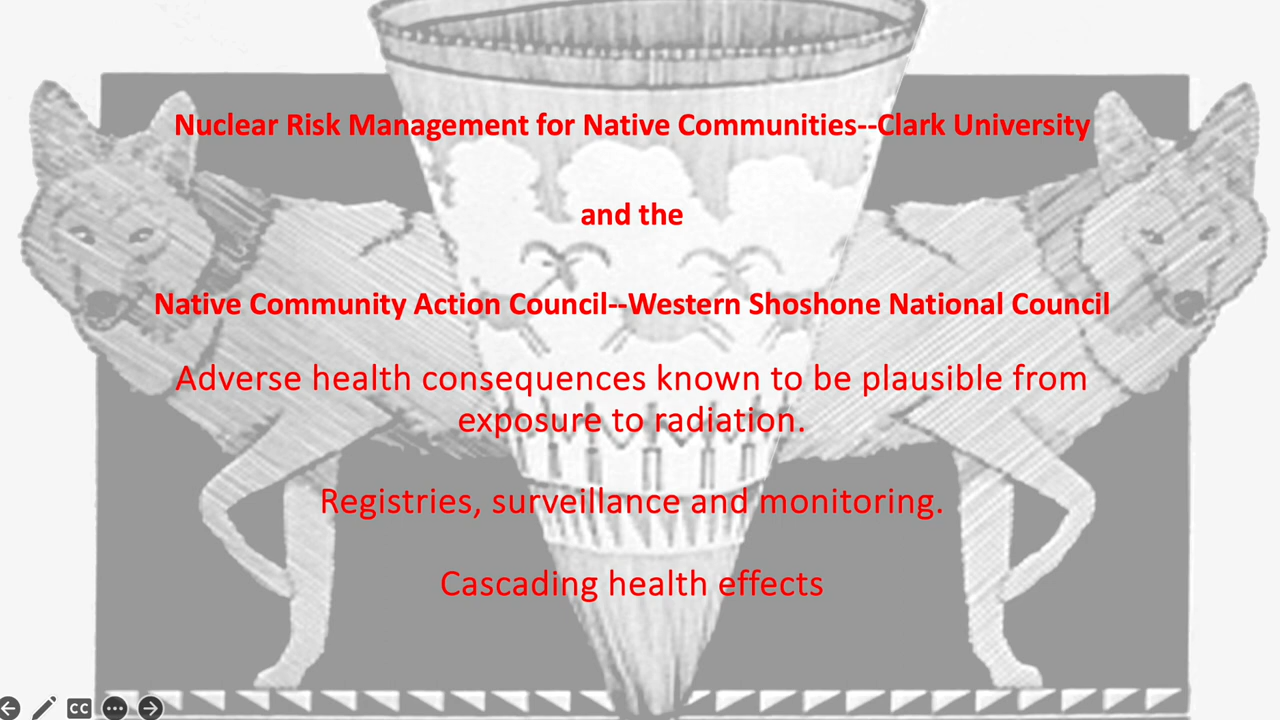 Nuclear Risk Management for Native Communities--Clark University
and the
Native Community Action Council--Western Shoshone National Council
Adverse health consequences known to be plausible from
exposure to radiation.
Registries, surveillance and monitoring.
Cascading health effects
CC